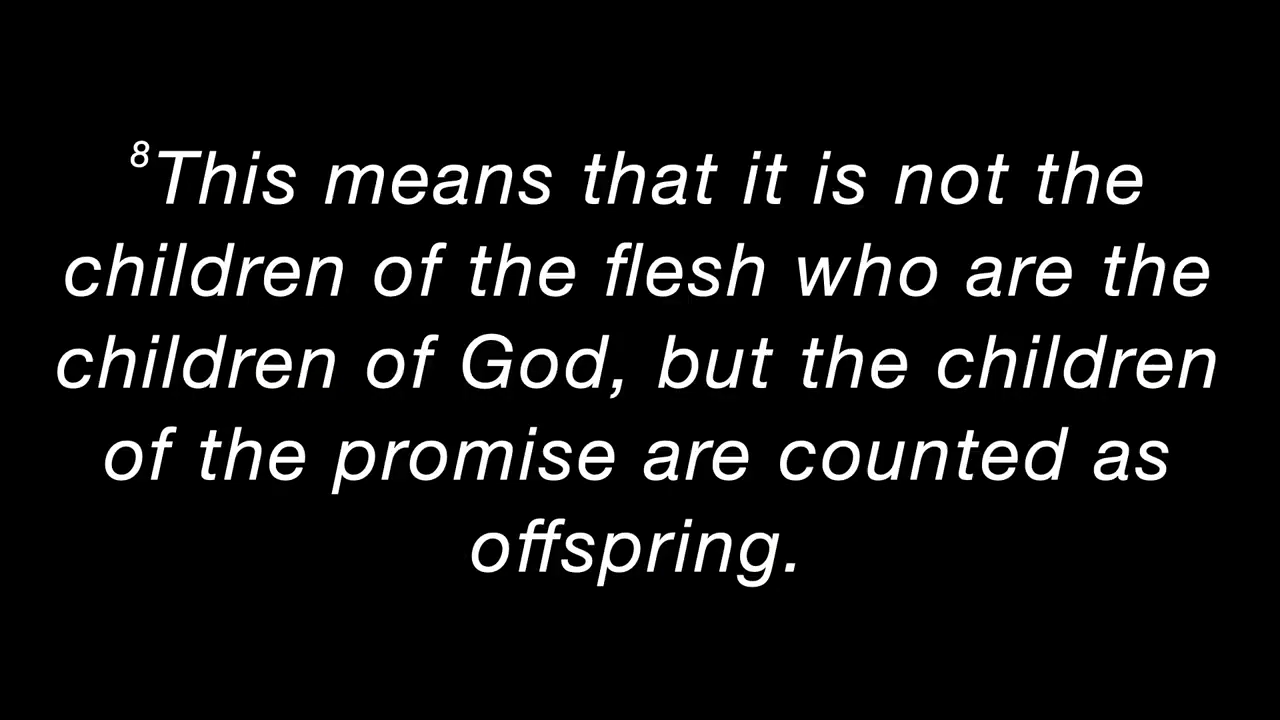 ⁸This means that it is not the
children of the flesh who are the
children of God, but the children
of the promise are counted as
offspring.